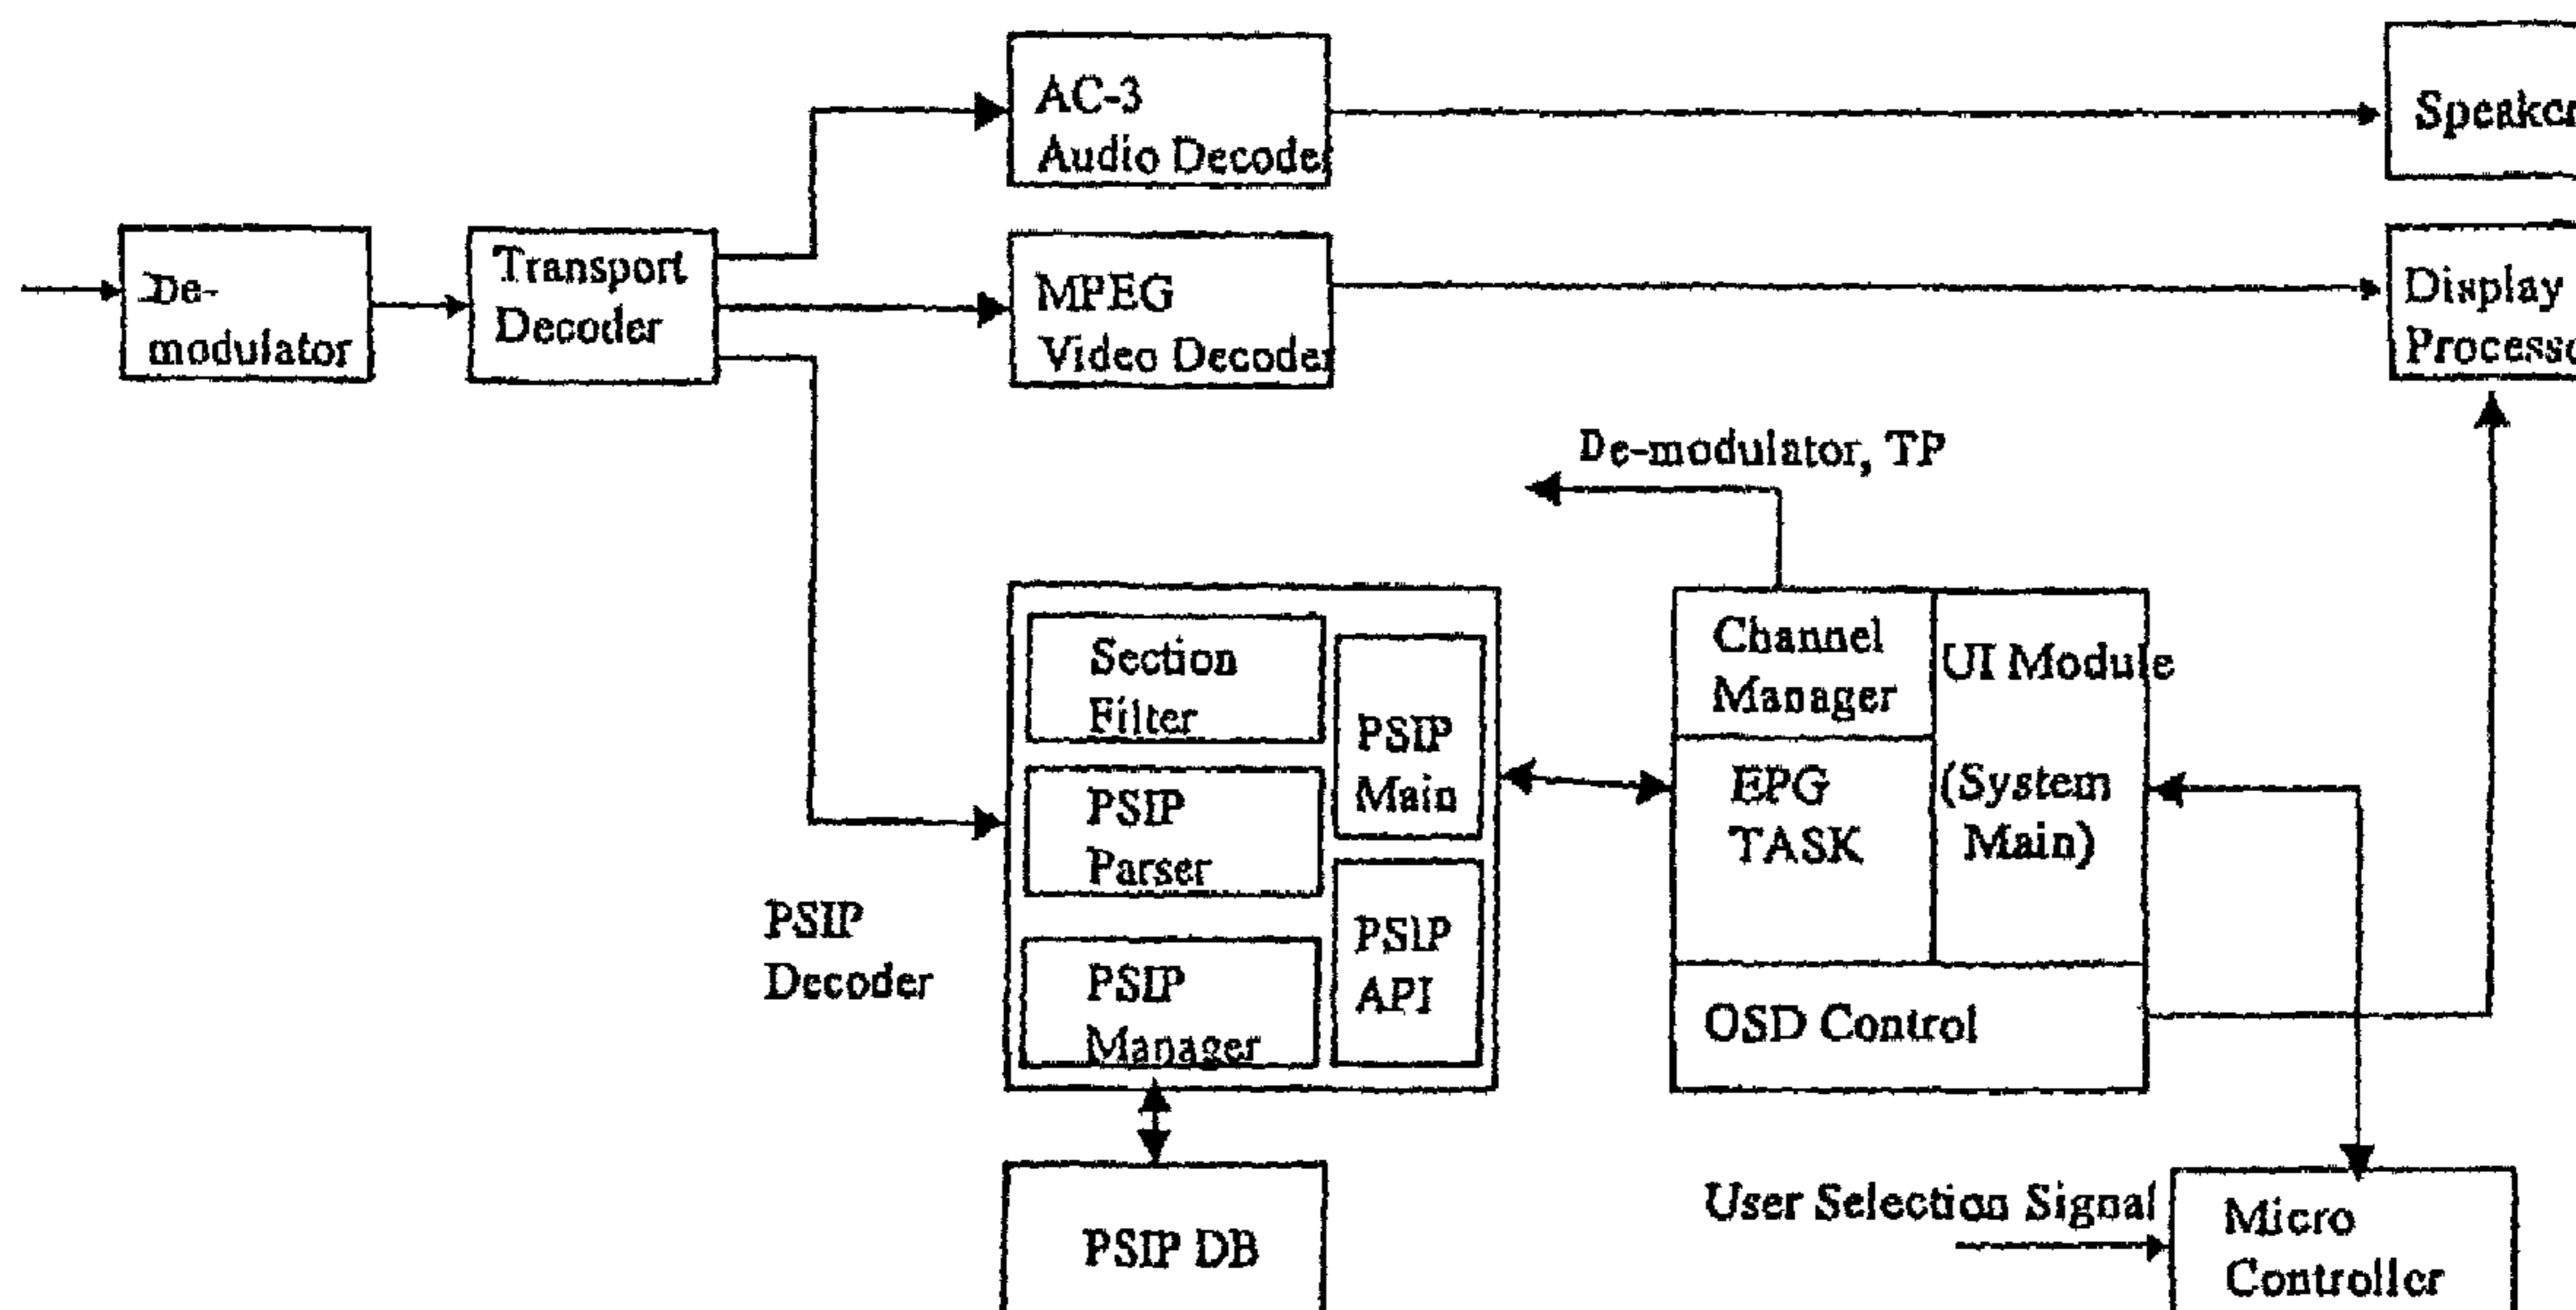 AC-3
Audio Decoder
Speaker
De-
modulator
Transport
Decoder
MPEG
Video Decoder
Display
De-modulator, TP
Section
Filter
PSIP
Parser
PSIP
Manager
PSIP
Main
PSIP
API
PSIP
Decoder
Channel
Manager
UI Module
(System
Main)
EPG
TASK
OSD Control
PSIP DB
User Selection Signal
Micro
Controller